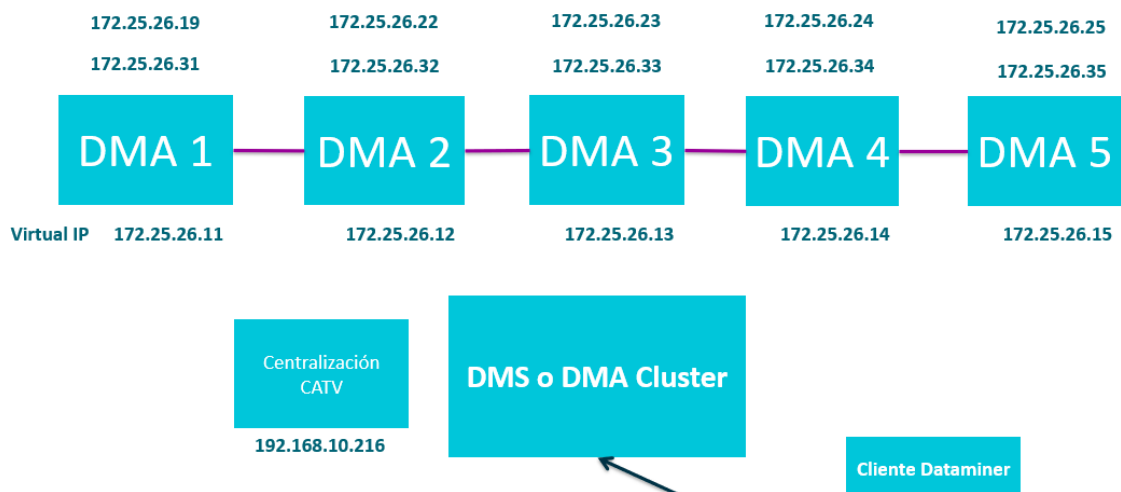 172.25.26.19 172.25.26.22 172.25.26.23 172.25.26.24 172.25.26.25
172.25.26.31 172.25.26.32 172.25.26.33 172.25.26.34 172.25.26.35
DMA 1 DMA 2 DMA 3 DMA 4 DMA 5
Virtual IP 172.25.26.11 172.25.26.12 172.25.26.13 172.25.26.14 172.25.26.15
Centralización
CATV
192.168.10.216
DMS o DMA Cluster
Cliente Dataminer